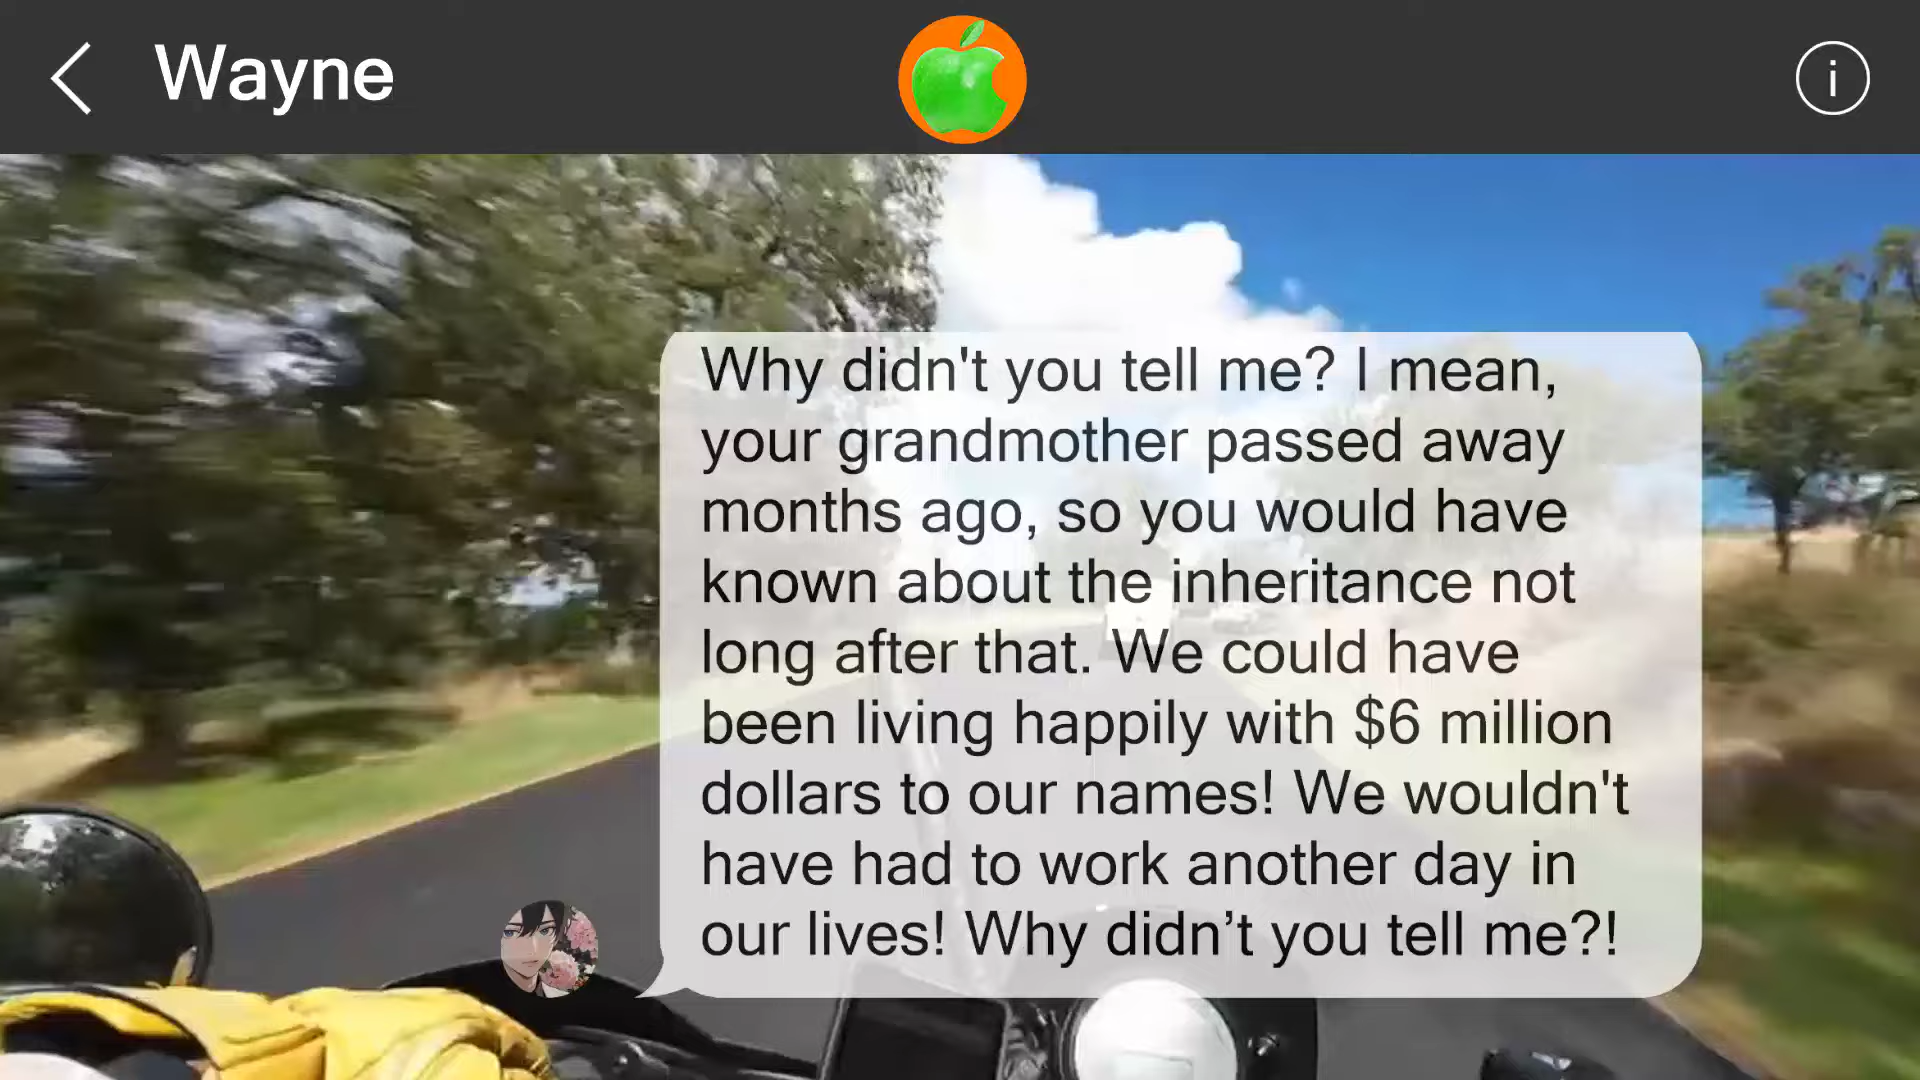 Wayne
i
Why didn't you tell me? I mean,
your grandmother passed away
months ago, so you would have
known about the inheritance not
long after that. We could have
been living happily with $6 million
dollars to our names! We wouldn't
have had to work another day in
our lives! Why didn’t you tell me?!